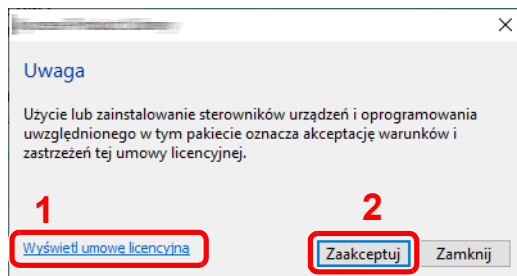 Uwaga
Użycie lub zainstalowanie sterowników urządzeń i oprogramowania
uwzględnionego w tym pakiecie oznacza akceptację warunków i
zastrzeżeń tej umowy licencyjnej.
1
2
Wyświetl umowę licencyjną
Zaakceptuj
Zamknij